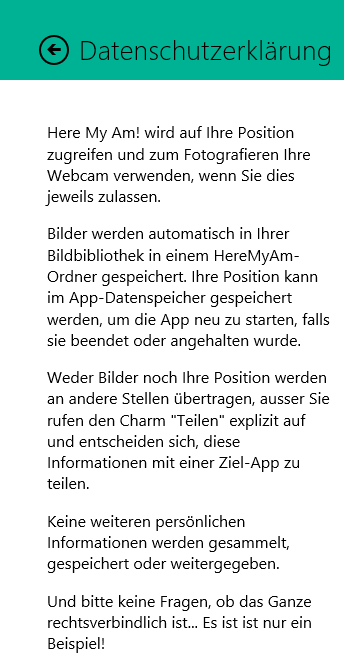 Datenschutzerklärung
Here My Am! wird auf Ihre Position
zugreifen und zum Fotografieren Ihre
Webcam verwenden, wenn Sie dies
jeweils zulassen.
Bilder werden automatisch in Ihrer
Bildbibliothek in einem HereMyAm-
Ordner gespeichert. Ihre Position kann
im App-Datenspeicher gespeichert
werden, um die App neu zu starten, falls
sie beendet oder angehalten wurde.
Weder Bilder noch Ihre Position werden
an andere Stellen übertragen, ausser Sie
rufen den Charm "Teilen" explizit auf
und entscheiden sich, diese
Informationen mit einer Ziel-App zu
teilen.
Keine weiteren persönlichen
Informationen werden gesammelt,
gespeichert oder weitergegeben.
Und bitte keine Fragen, ob das Ganze
rechtsverbindlich ist... Es ist ist nur ein
Beispiel!